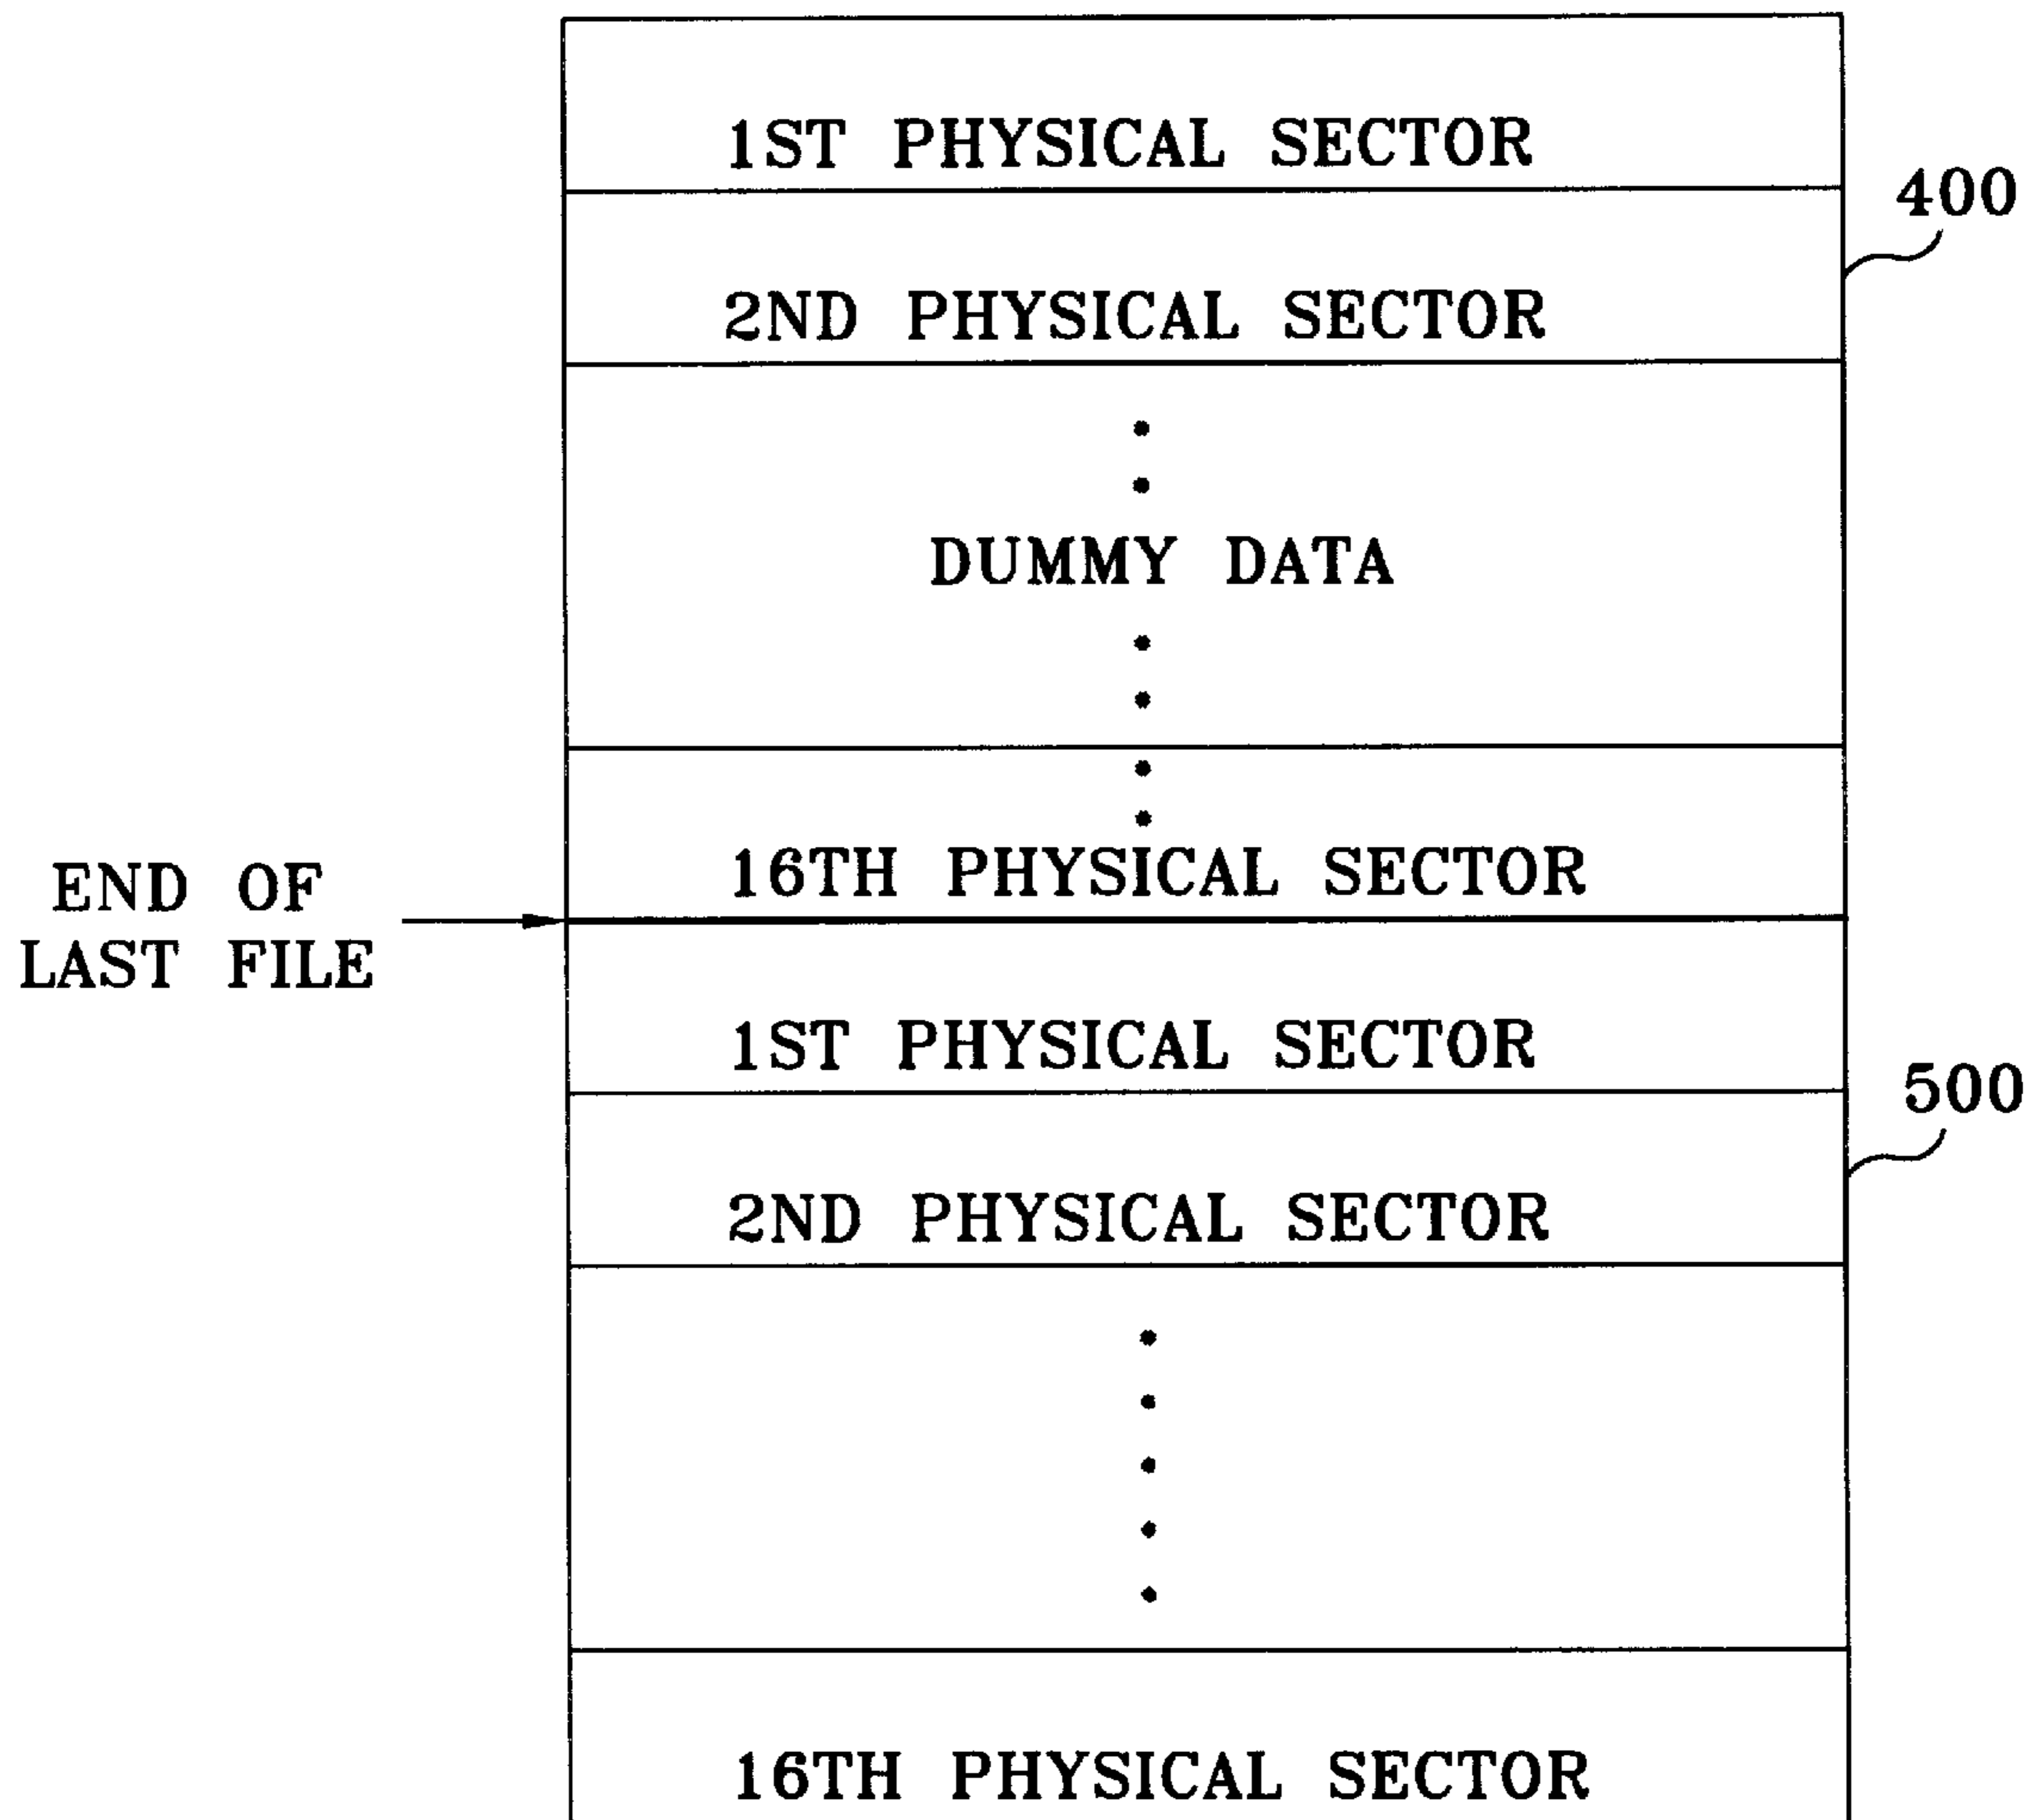 1ST PHYSICAL SECTOR
400
2ND PHYSICAL SECTOR
DUMMY DATA
16TH PHYSICAL SECTOR
END OF
LAST FILE
1ST PHYSICAL SECTOR
500
2ND PHYSICAL SECTOR
16TH PHYSICAL SECTOR